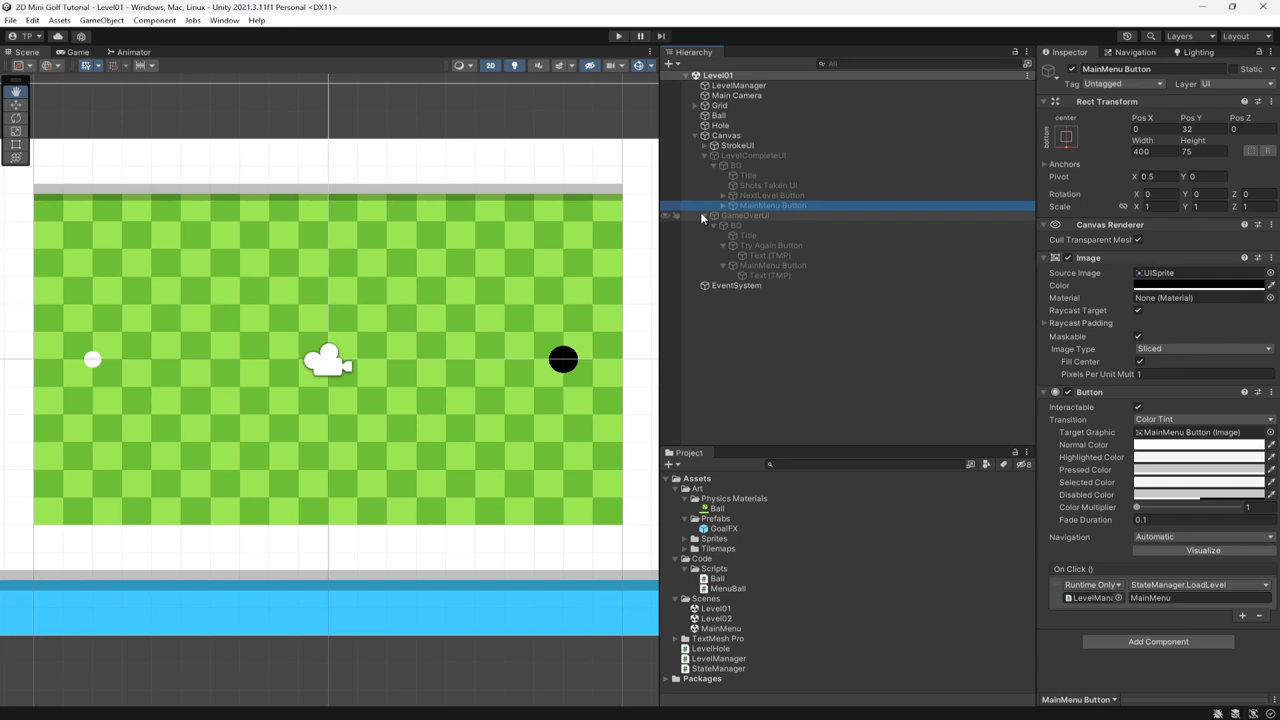 2D Mini Golf Tutorial - Level01 - Windows, Mac, Linux - Unity 2021.3.11f1 Personal <DX11>
File Edit Assets GameObject Component Jobs Window Help
TP Layers Layout
Scene Game Animator
2D
Hierarchy
All
Level01
LevelManager
Main Camera
Grid
Ball
Hole
Canvas
StrokeUI
LevelCompleteUI
BG
Title
Shots Taken UI
NextLevel Button
MainMenu Button
GameOverUI
BG
Title
Try Again Button
Text (TMP)
MainMenu Button
Text (TMP)
EventSystem
Project
8
Assets
Art
Physics Materials
Ball
Prefabs
GoalFX
Sprites
Tilemaps
Code
Scripts
Ball
MenuBall
Scenes
Level01
Level02
MainMenu
TextMesh Pro
LevelHole
LevelManager
StateManager
Packages
Inspector Navigation Lighting
MainMenu Button Static
Tag Untagged Layer UI
Rect Transform
center Pos X Pos Y Pos Z
bottom 0 32 0
Width Height
400 75 R
Anchors
Pivot X 0.5 Y 0
Rotation X 0 Y 0 Z 0
Scale X 1 Y 1 Z 1
Canvas Renderer
Cull Transparent Mesh
Image
Source Image UISprite
Color
Material None (Material)
Raycast Target
Raycast Padding
Maskable
Image Type Sliced
Fill Center
Pixels Per Unit Mult 1
Button
Interactable
Transition Color Tint
Target Graphic MainMenu Button (Image)
Normal Color
Highlighted Color
Pressed Color
Selected Color
Disabled Color
Color Multiplier 1
Fade Duration 0.1
Navigation Automatic
Visualize
On Click ()
Runtime Only StateManager.LoadLevel
LevelMana MainMenu
+ −
Add Component
MainMenu Button